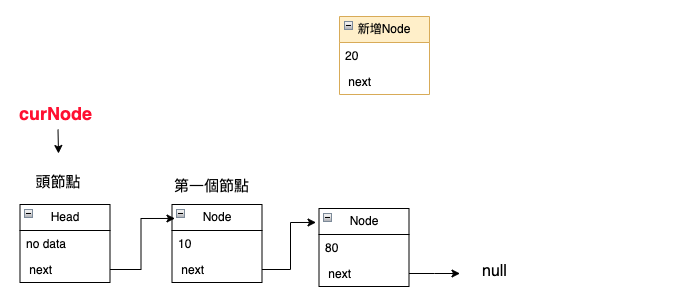 新增Node
20
next
curNode
頭節點
第一個節點
Head
no data
next
Node
10
next
Node
80
next
null